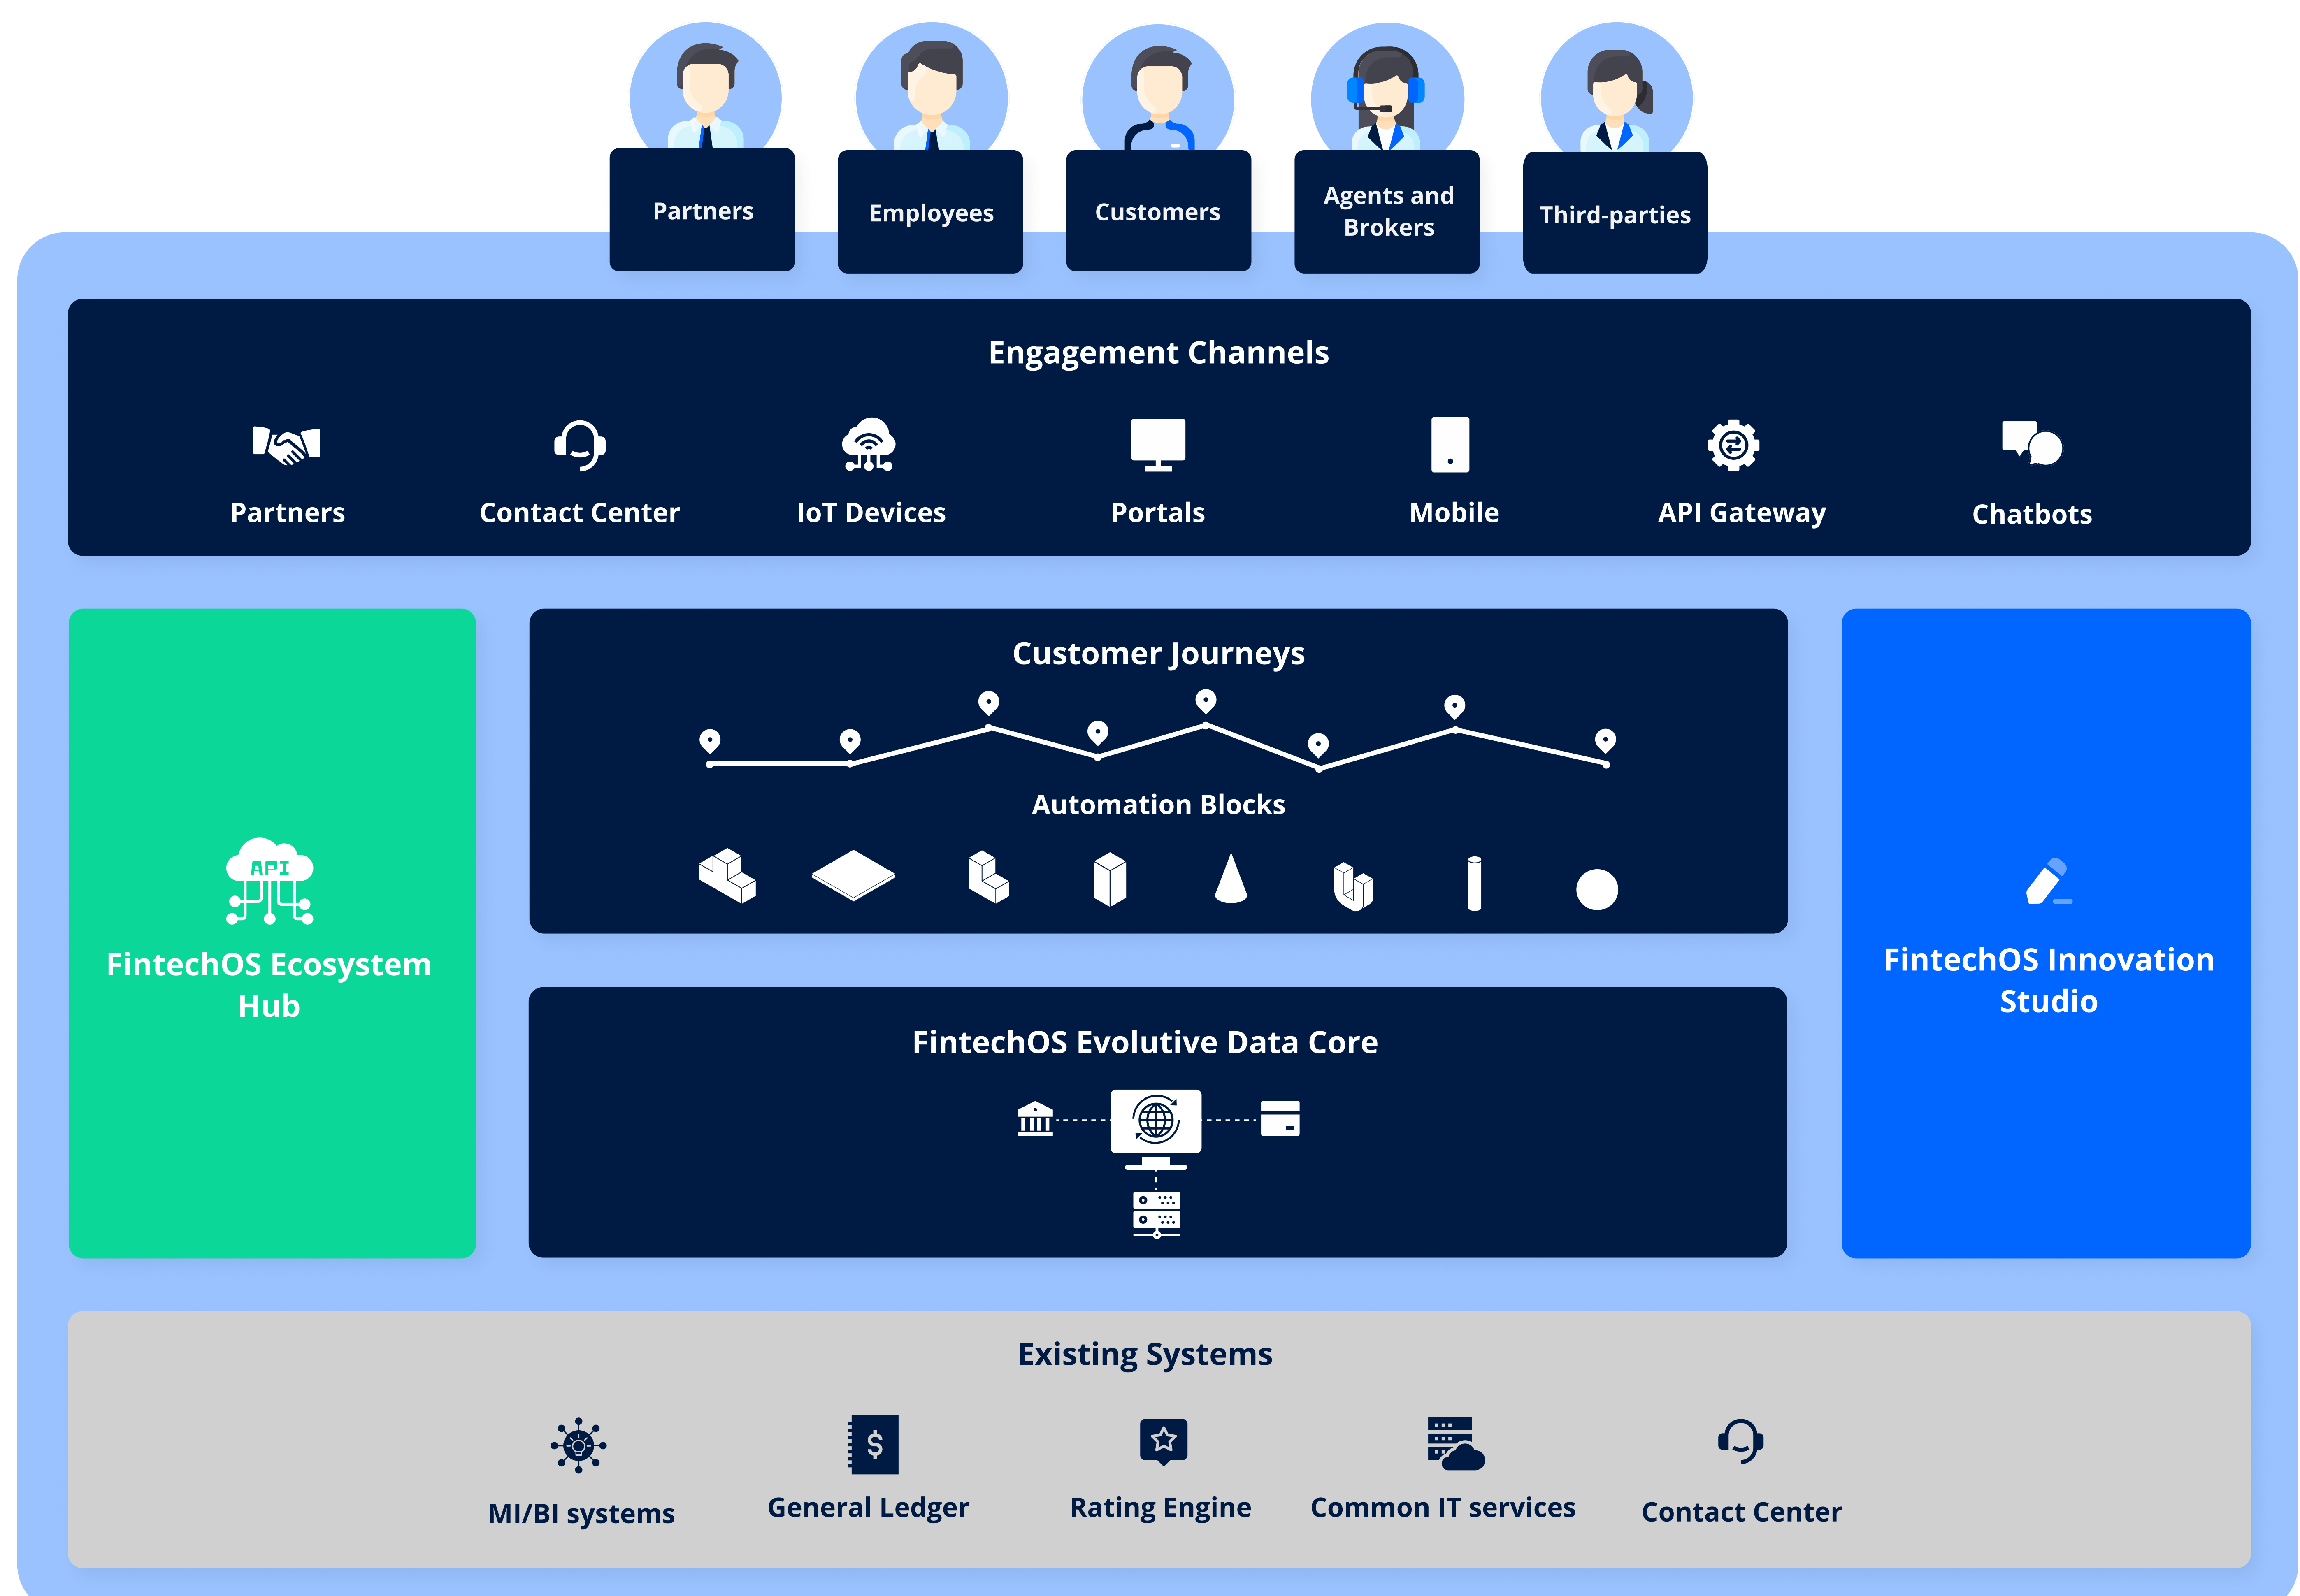 Partners
Employees
Customers
Agents and
Brokers
Third-parties
Engagement Channels
Partners
Contact Center
IoT Devices
Portals
Mobile
API Gateway
Chatbots
API
FintechOS Ecosystem
Hub
Customer Journeys
Automation Blocks
FintechOS Evolutive Data Core
FintechOS Innovation
Studio
Existing Systems
$
MI/BI systems
General Ledger
Rating Engine
Common IT services
Contact Center